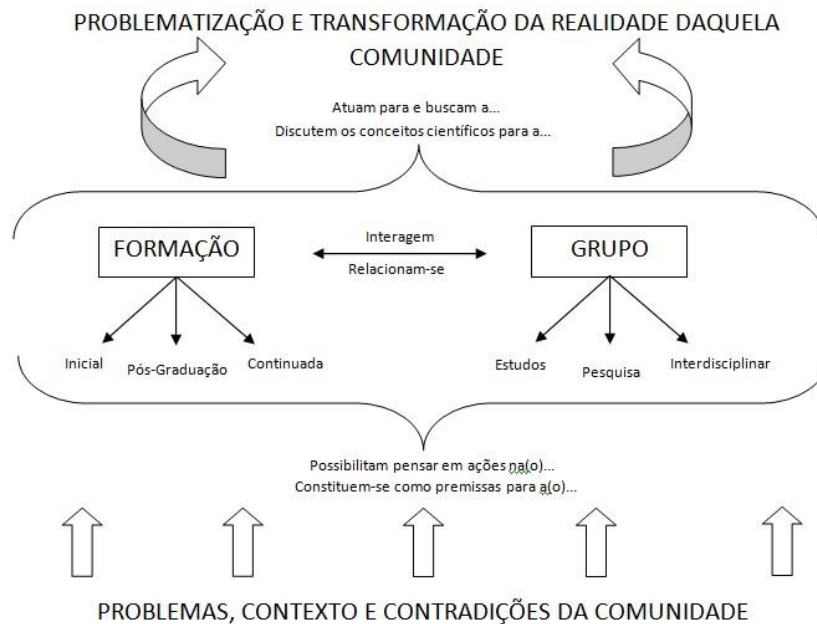 PROBLEMATIZAÇÃO E TRANSFORMAÇÃO DA REALIDADE DAQUELA
COMUNIDADE
Atuam para e buscam a...
Discutem os conceitos científicos para a...
FORMAÇÃO
Interagem
Relacionam-se
GRUPO
Inicial
Pós-Graduação
Continuada
Estudos
Pesquisa
Interdisciplinar
Possibilitam pensar em ações na(o)...
Constituem-se como premissas para a(o)...
PROBLEMAS, CONTEXTO E CONTRADIÇÕES DA COMUNIDADE